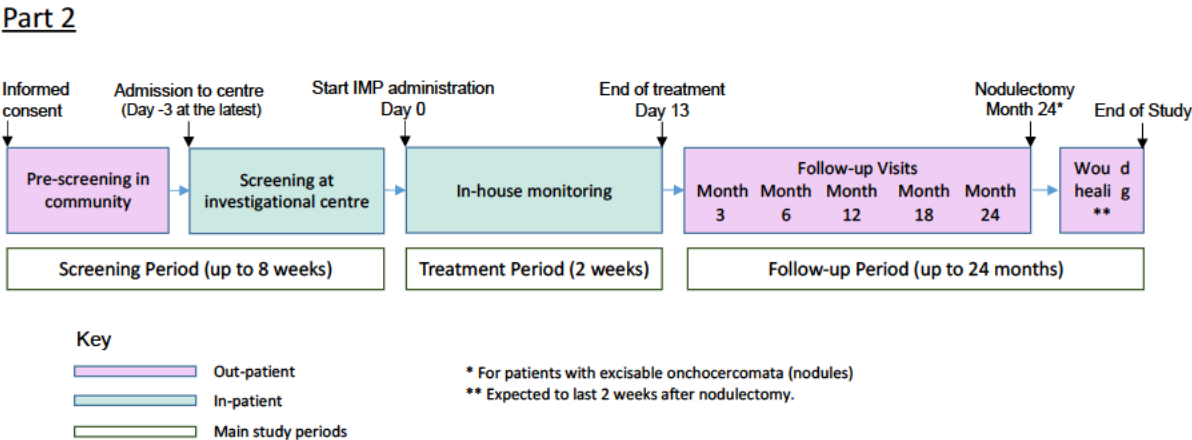 Part 2
Informed
consent
Admission to centre
(Day -3 at the latest)
Start IMP administration
Day 0
End of treatment
Day 13
Nodulectomy
Month 24*
End of Study
Pre-screening in
community
Screening at
investigational centre
In-house monitoring
Follow-up Visits
Month Month Month Month Month
3 6 12 18 24
Wou d
heali g
**
Screening Period (up to 8 weeks)
Treatment Period (2 weeks)
Follow-up Period (up to 24 months)
Key
Out-patient
In-patient
Main study periods
* For patients with excisable onchocercomata (nodules)
** Expected to last 2 weeks after nodulectomy.